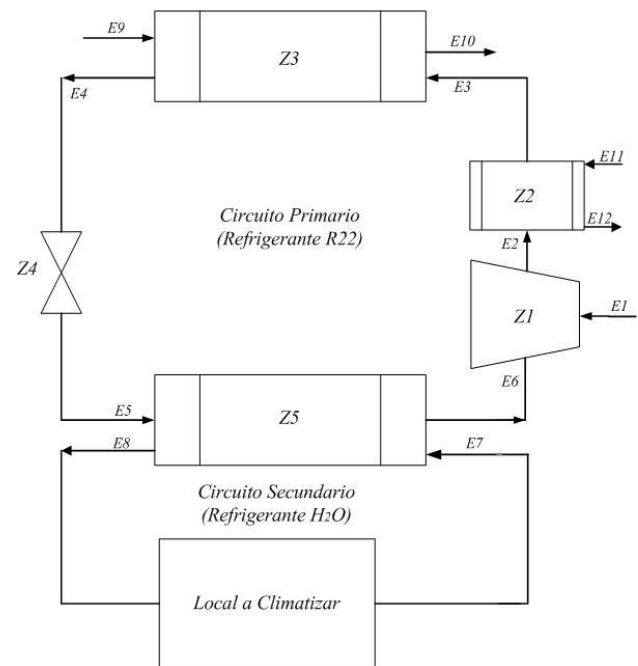 E9
Z3
E10
E4
E3
E11
Z2
E12
Circuito Primario
(Refrigerante R22)
E2
Z4
Z1
E1
E6
E5
Z5
E8
E7
Circuito Secundario
(Refrigerante H2O)
Local a Climatizar